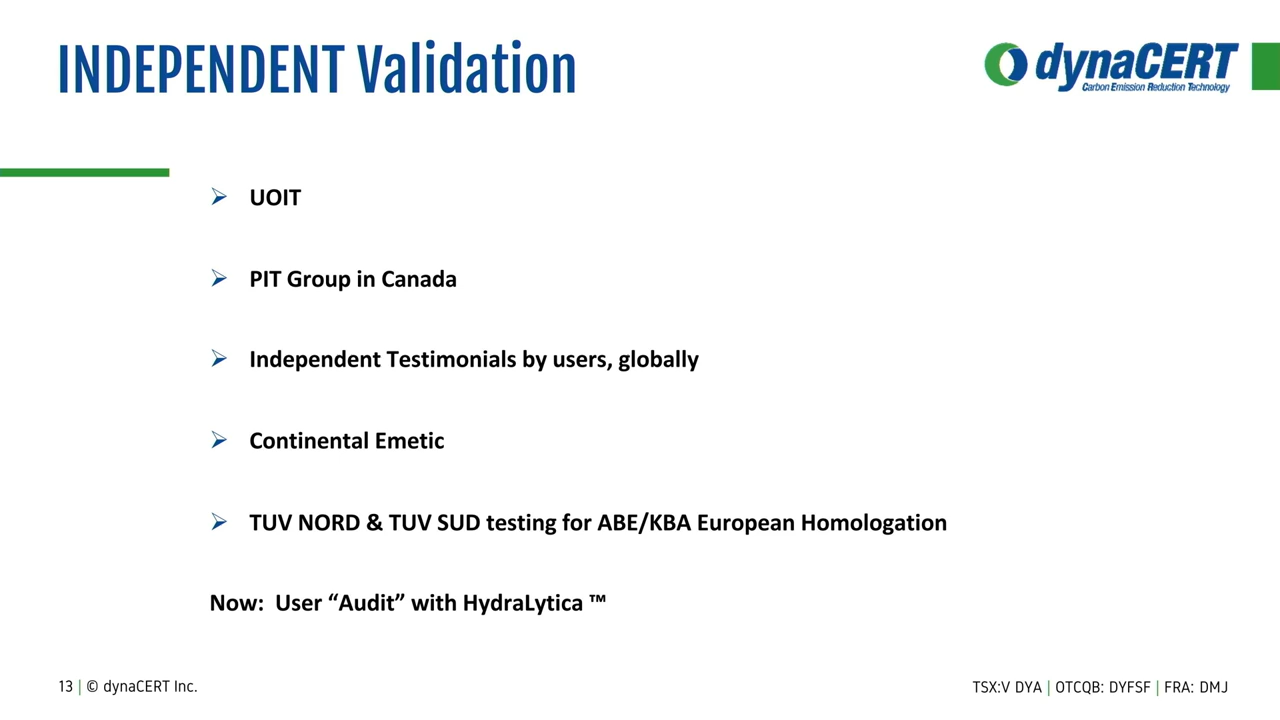 INDEPENDENT Validation
dynaCERT
Carbon Emission Reduction Technology
➢ UOIT
➢ PIT Group in Canada
➢ Independent Testimonials by users, globally
➢ Continental Emetic
➢ TUV NORD & TUV SUD testing for ABE/KBA European Homologation
Now: User “Audit” with HydraLytica ™
13 | © dynaCERT Inc.
TSX:V DYA | OTCQB: DYFSF | FRA: DMJ